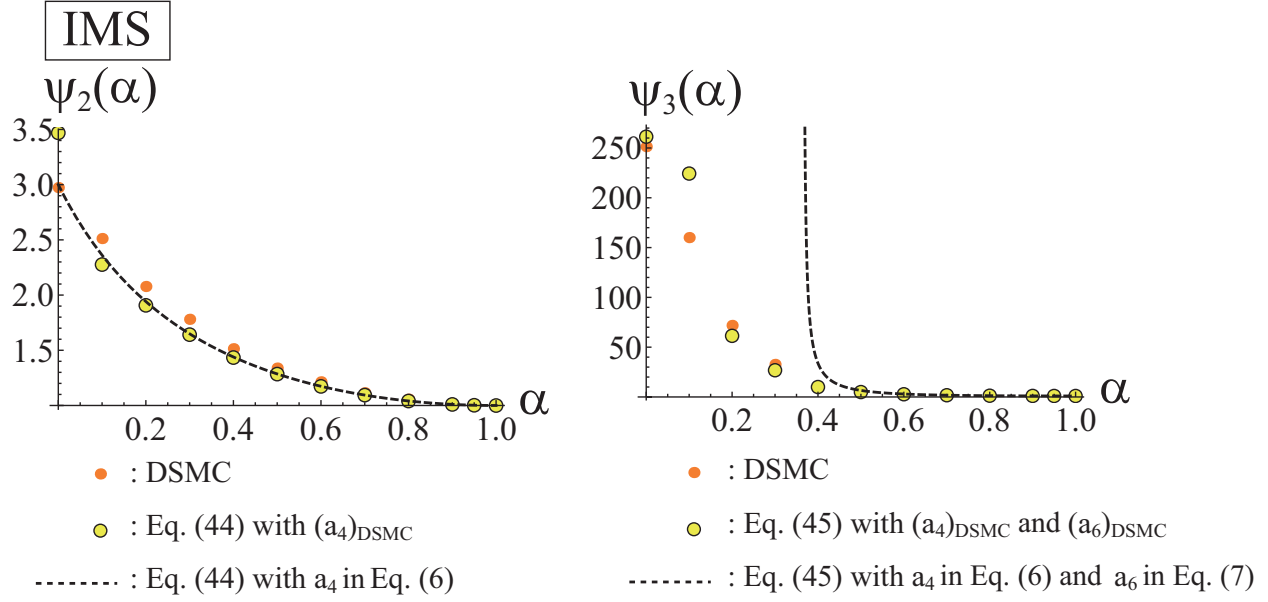 IMS
ψ₂(α)
3.5
3.0
2.5
2.0
1.5
0.2 0.4 0.6 0.8 1.0 α
: DSMC
: Eq. (44) with (a₄)DSMC
: Eq. (44) with a₄ in Eq. (6)
ψ₃(α)
250
200
150
100
50
0.2 0.4 0.6 0.8 1.0 α
: DSMC
: Eq. (45) with (a₄)DSMC and (a₆)DSMC
: Eq. (45) with a₄ in Eq. (6) and a₆ in Eq. (7)